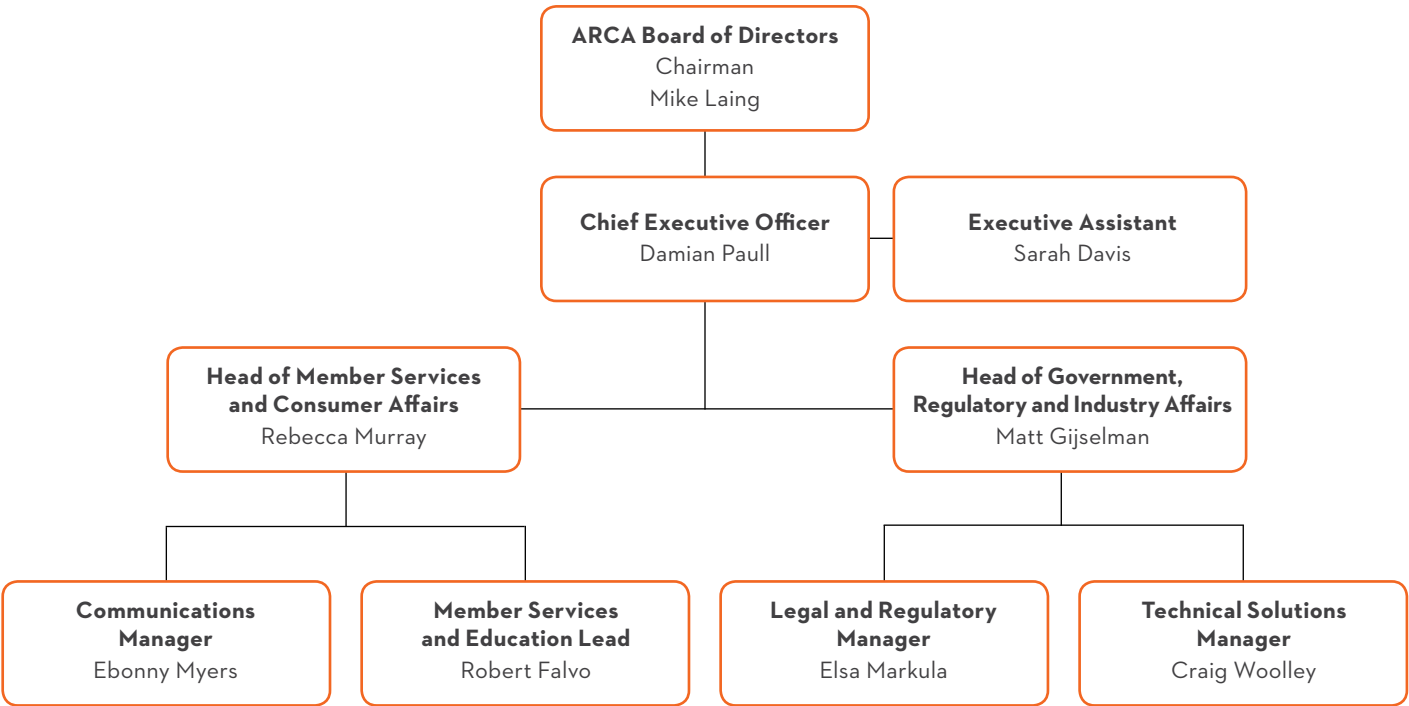 ARCA Board of Directors
Chairman
Mike Laing
Chief Executive Officer
Damian Paull
Executive Assistant
Sarah Davis
Head of Member Services
and Consumer Affairs
Rebecca Murray
Head of Government,
Regulatory and Industry Affairs
Matt Gijselman
Communications
Manager
Ebonny Myers
Member Services
and Education Lead
Robert Falvo
Legal and Regulatory
Manager
Elsa Markula
Technical Solutions
Manager
Craig Woolley